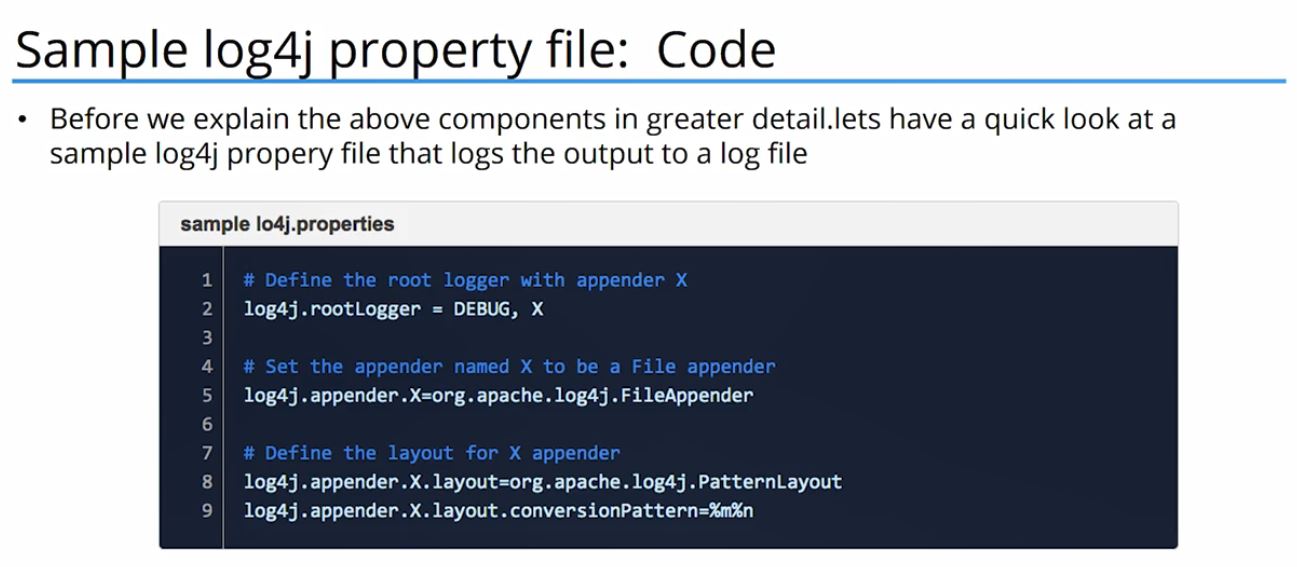 Sample log4j property file:  Code
• Before we explain the above components in greater detail.lets have a quick look at a
sample log4j propery file that logs the output to a log file
sample lo4j.properties
1 # Define the root logger with appender X
2 log4j.rootLogger = DEBUG, X
3
4 # Set the appender named X to be a File appender
5 log4j.appender.X=org.apache.log4j.FileAppender
6
7 # Define the layout for X appender
8 log4j.appender.X.layout=org.apache.log4j.PatternLayout
9 log4j.appender.X.layout.conversionPattern=%m%n